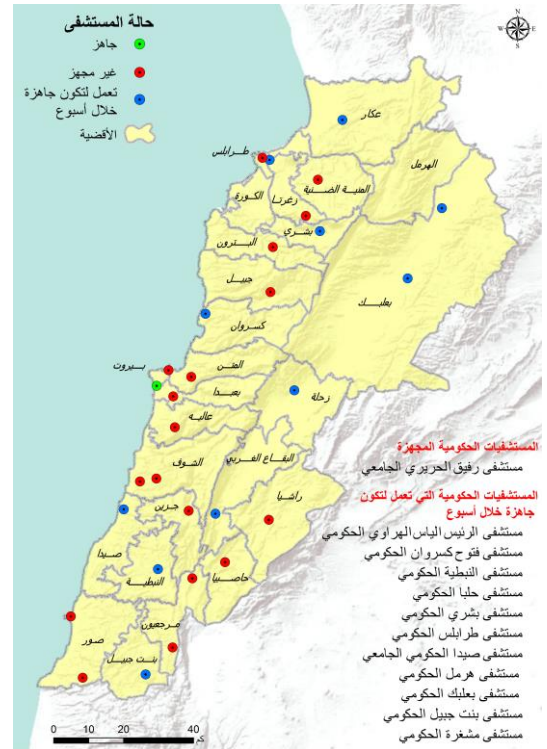 حالة المستشفى
جاهز
غير مجهز
تعمل لتكون جاهزة
خلال أسبوع
الأقضية
N
W
E
S
عكار
طرابلس
الهرمل
المنية الضنية
زغرتا
الكورة
بشري
البترون
جبيل
بعلبك
كسروان
المتن
بيروت
بعبدا
زحلة
عاليه
الشوف
البقاع الغربي
راشيا
جزين
صيدا
حاصبيا
النبطية
مرجعيون
صور
بنت جبيل
المستشفيات الحكومية المجهزة
مستشفى رفيق الحريري الجامعي
المستشفيات الحكومية التي تعمل لتكون
جاهزة خلال أسبوع
مستشفى الرئيس الياس الهراوي الحكومي
مستشفى فتوح كسروان الحكومي
مستشفى النبطية الحكومي
مستشفى حلبا الحكومي
مستشفى بشري الحكومي
مستشفى طرابلس الحكومي
مستشفى صيدا الحكومي الجامعي
مستشفى هرمل الحكومي
مستشفى بعلبك الحكومي
مستشفى بنت جبيل الحكومي
مستشفى مشغرة الحكومي
0 10 20 40
كم